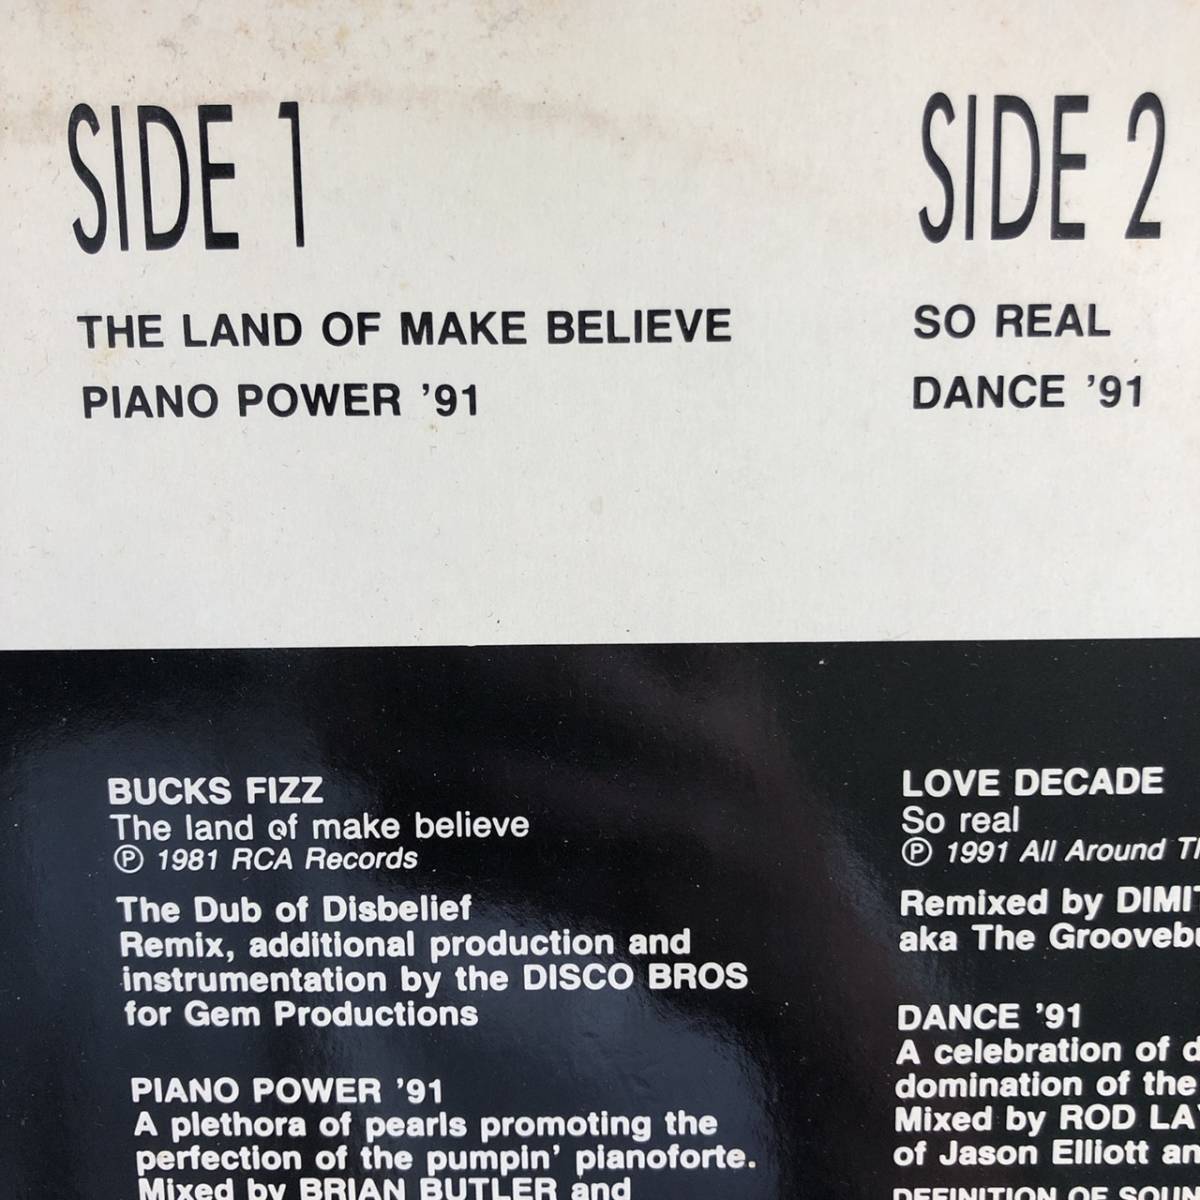 SIDE 1
THE LAND OF MAKE BELIEVE
PIANO POWER '91
SIDE 2
SO REAL
DANCE '91
BUCKS FIZZ
The land of make believe
℗ 1981 RCA Records
The Dub of Disbelief
Remix, additional production and
instrumentation by the DISCO BROS
for Gem Productions
PIANO POWER '91
A plethora of pearls promoting the
perfection of the pumpin' pianoforte.
Mixed by BRIAN BUTLER and
LOVE DECADE
So real
℗ 1991 All Around
Remixed by
aka The
DANCE '91
A celebration of
domination of the
Mixed by ROD
of Jason Elliott
DEFINITION OF